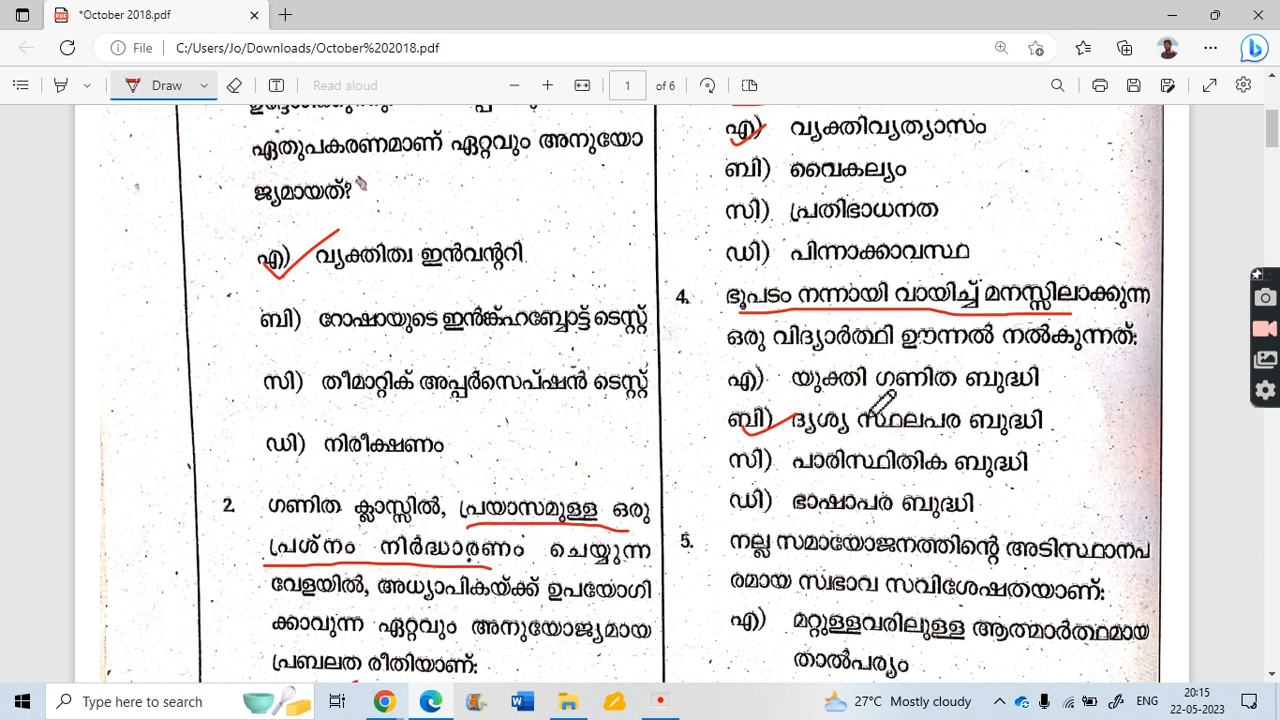 *October 2018.pdf
File
C:/Users/Jo/Downloads/October%202018.pdf
Draw
Read aloud
1
of 6
ഏതുപകരണമാണ് ഏറ്റവും അനുയോ
ജ്യമായത്?
എ) വ്യക്തിത്വ ഇൻവന്ററി
ബി) റോഷായുടെ ഇൻങ്ക്ഹബ്ബോട്ട് ടെസ്റ്റ്
സി) തീമാറ്റിക് അപ്പർസെപ്ഷൻ ടെസ്റ്റ്
ഡി) നിരീക്ഷണം
2. ഗണിത ക്ലാസ്സിൽ, പ്രയാസമുള്ള ഒരു
പ്രശ്നം നിർദ്ധാരണം ചെയ്യുന്ന
വേളയിൽ, അധ്യാപികയ്ക്ക് ഉപയോഗി
ക്കാവുന്ന ഏറ്റവും അനുയോജ്യമായ
പ്രബലത രീതിയാണ്:
എ) വ്യക്തിവ്യത്യാസം
ബി) വൈകല്യം
സി) പ്രതിഭാധനത
ഡി) പിന്നാക്കാവസ്ഥ
4. ഭൂപടം നന്നായി വായിച്ച് മനസ്സിലാക്കുന്ന
ഒരു വിദ്യാർത്ഥി ഊന്നൽ നൽകുന്നത്:
എ) യുക്തി ഗണിത ബുദ്ധി
ബി) ദൃശ്യ സ്ഥലപര ബുദ്ധി
സി) പാരിസ്ഥിതിക ബുദ്ധി
ഡി) ഭാഷാപര ബുദ്ധി
5. നല്ല സമായോജനത്തിന്റെ അടിസ്ഥാനപ
രമായ സ്വഭാവ സവിശേഷതയാണ്:
എ) മറ്റുള്ളവരിലുള്ള ആത്മാർത്ഥമായ
താൽപര്യം
Type here to search
27°C Mostly cloudy
ENG
20:15
22-05-2023